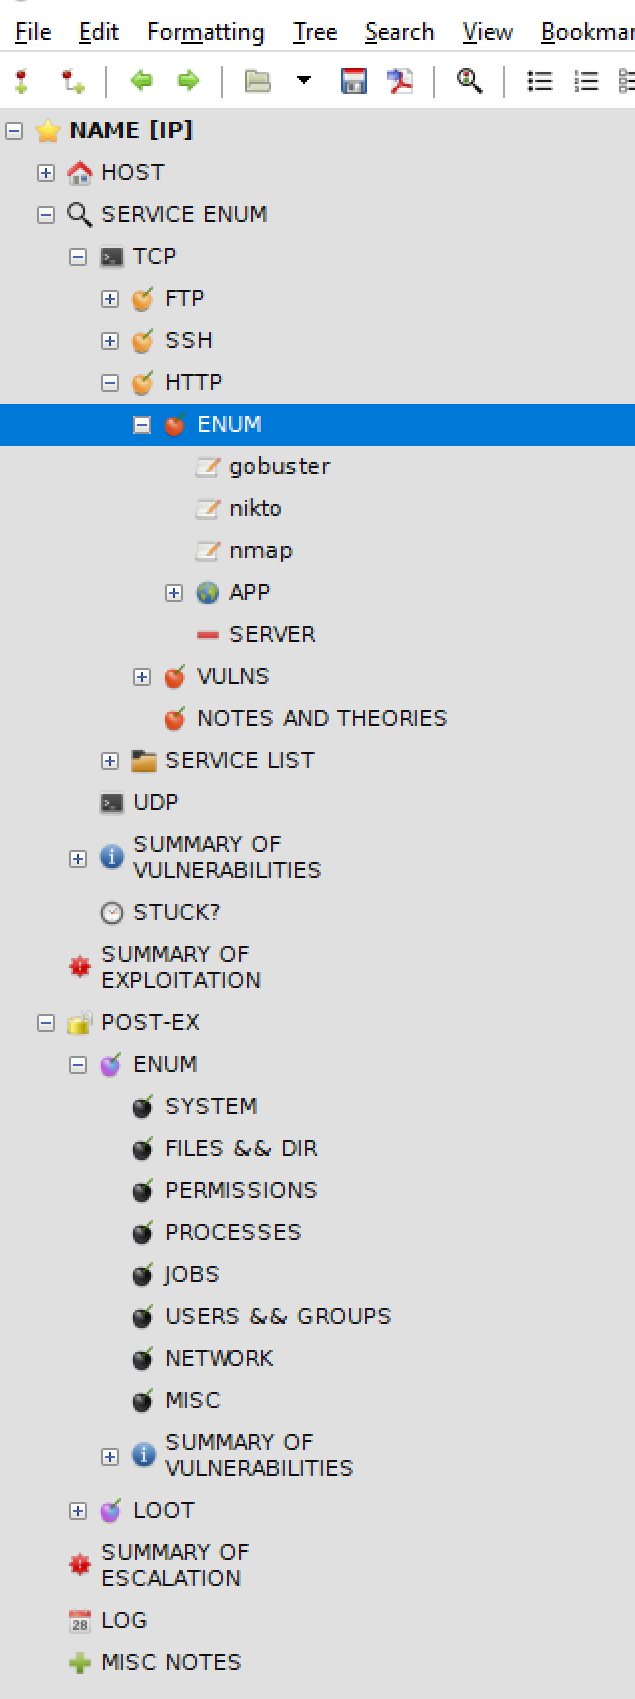 File Edit Formatting Tree Search View Bookmar
NAME [IP]
HOST
SERVICE ENUM
TCP
FTP
SSH
HTTP
ENUM
gobuster
nikto
nmap
APP
SERVER
VULNS
NOTES AND THEORIES
SERVICE LIST
UDP
SUMMARY OF
VULNERABILITIES
STUCK?
SUMMARY OF
EXPLOITATION
POST-EX
ENUM
SYSTEM
FILES && DIR
PERMISSIONS
PROCESSES
JOBS
USERS && GROUPS
NETWORK
MISC
SUMMARY OF
VULNERABILITIES
LOOT
SUMMARY OF
ESCALATION
28 LOG
MISC NOTES